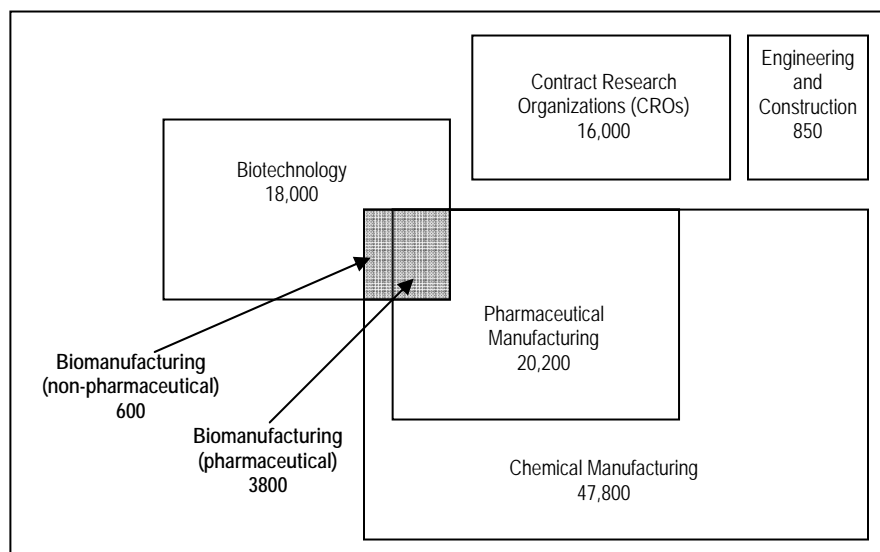 Contract Research
Organizations (CROs)
16,000
Engineering
and
Construction
850
Biotechnology
18,000
Pharmaceutical
Manufacturing
20,200
Biomanufacturing
(non-pharmaceutical)
600
Biomanufacturing
(pharmaceutical)
3800
Chemical Manufacturing
47,800